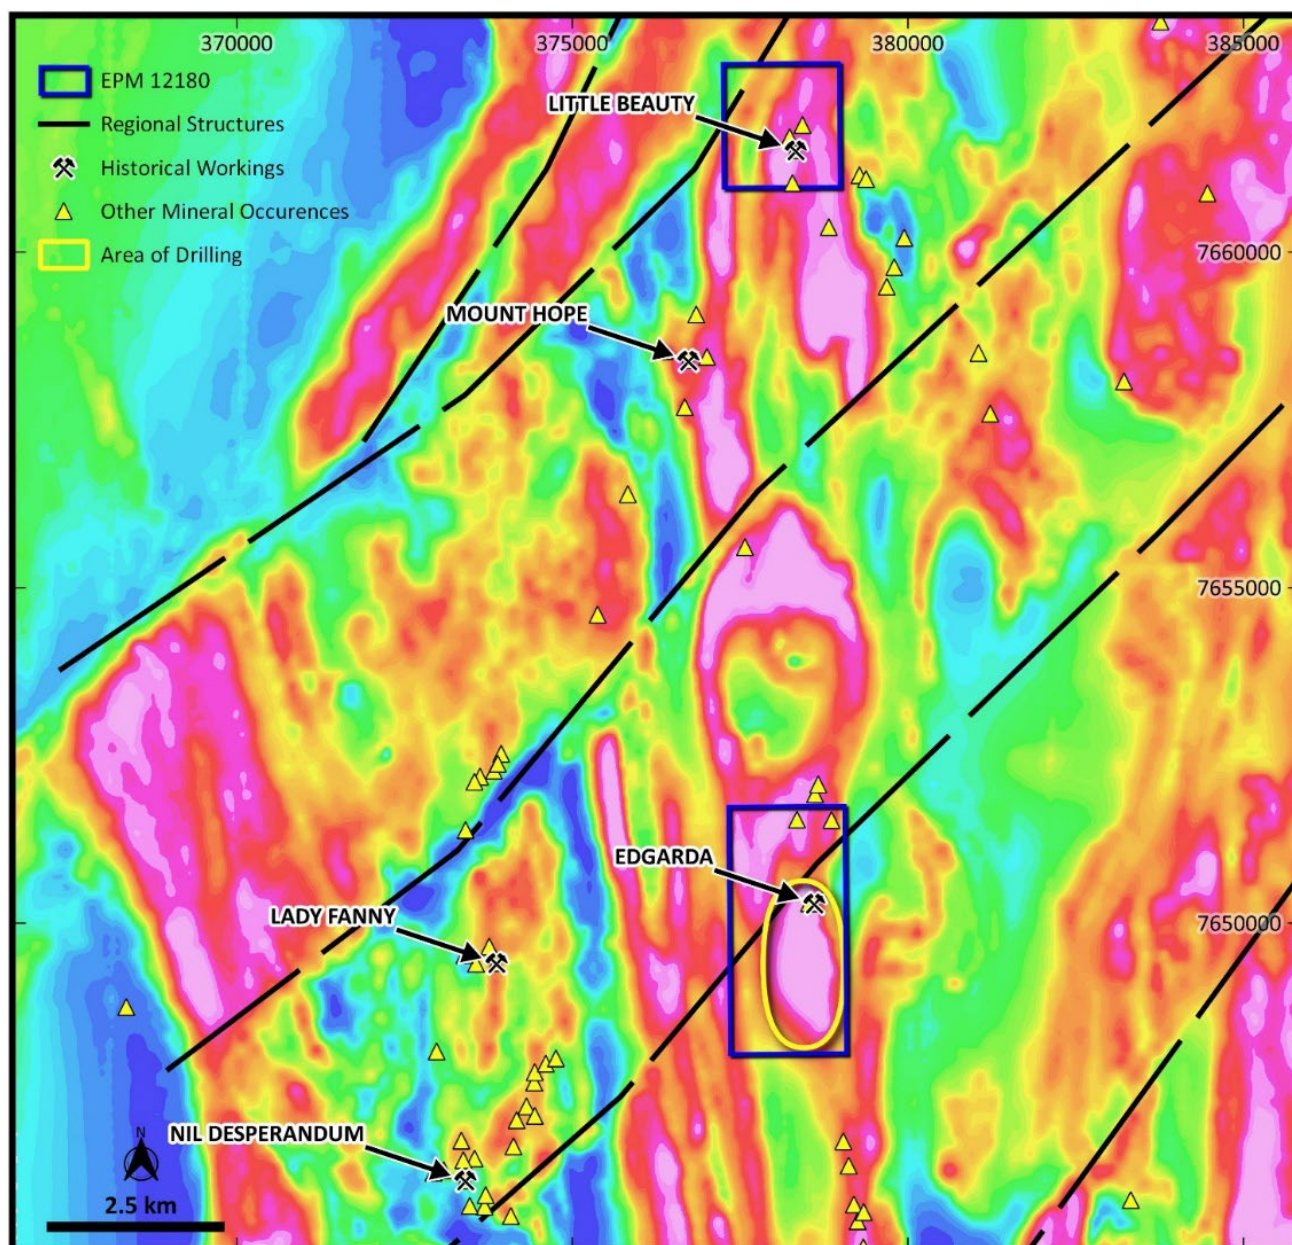 370000
375000
380000
385000
EPM 12180
Regional Structures
Historical Workings
Other Mineral Occurences
Area of Drilling
LITTLE BEAUTY
7660000
MOUNT HOPE
7655000
EDGARDA
LADY FANNY
7650000
NIL DESPERANDUM
N
2.5 km